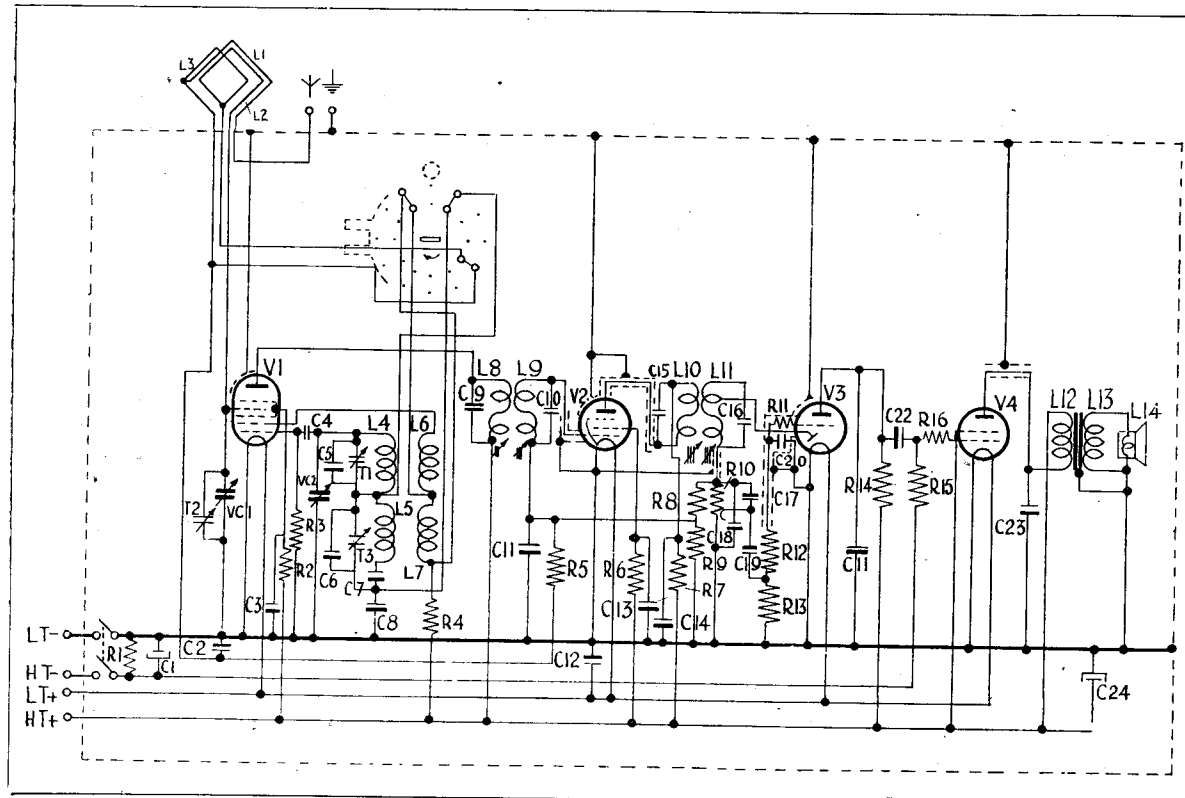 L3 L1
L2
V1 L8 L9 V2 C15 L10 L11 V3 V4
C9 C10 C16 R11 C22 R16 L12 L13 L14
C4 L4 L6
C5 T1
VC2
T2 VC1 R13 L5 R8 R10 C17 R14 R15 C23
R2 C6 T3 C11 R5 R6 C18 C19 R12 C11
C3 C7 L7 R9
C8 R4 C13 C14 R7 R13
LT-
R1 C1 C2 C12
HT-
LT+
C24
HT+